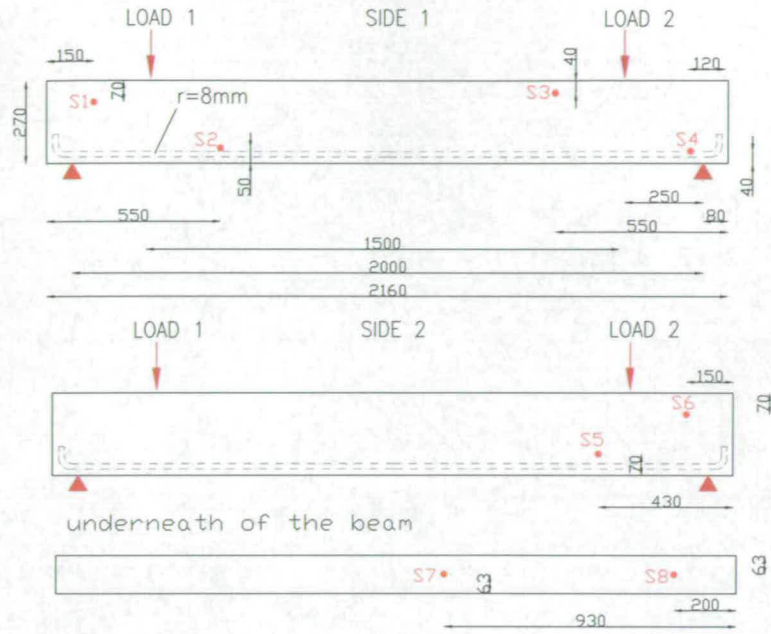 LOAD 1 SIDE 1 LOAD 2
150 40 120
70
S1 r=8mm S3
270
S2 S4
50 40
250
550 80
550
1500
2000
2160
LOAD 1 SIDE 2 LOAD 2
150
70
S6
S5
70
430
underneath of the beam
S7 S8 63
63
200
930